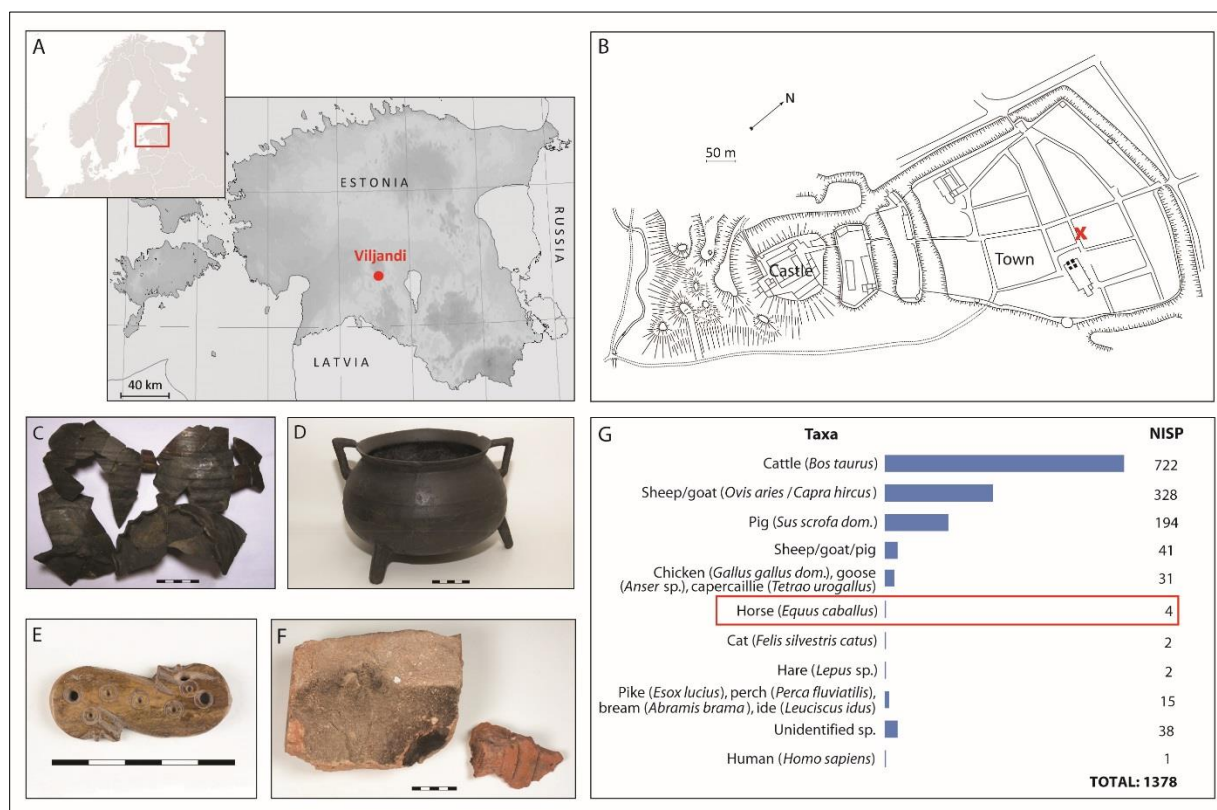 A
ESTONIA
RUSSIA
Viljandi
LATVIA
40 km
B
N
50 m
Castle
Town
X
C
D
E
F
G
Taxa NISP
Cattle (Bos taurus) 722
Sheep/goat (Ovis aries / Capra hircus) 328
Pig (Sus scrofa dom.) 194
Sheep/goat/pig 41
Chicken (Gallus gallus dom.), goose
(Anser sp.), capercaillie (Tetrao urogallus) 31
Horse (Equus caballus) 4
Cat (Felis silvestris catus) 2
Hare (Lepus sp.) 2
Pike (Esox lucius), perch (Perca fluviatilis),
bream (Abramis brama), ide (Leuciscus idus) 15
Unidentified sp. 38
Human (Homo sapiens) 1
TOTAL: 1378